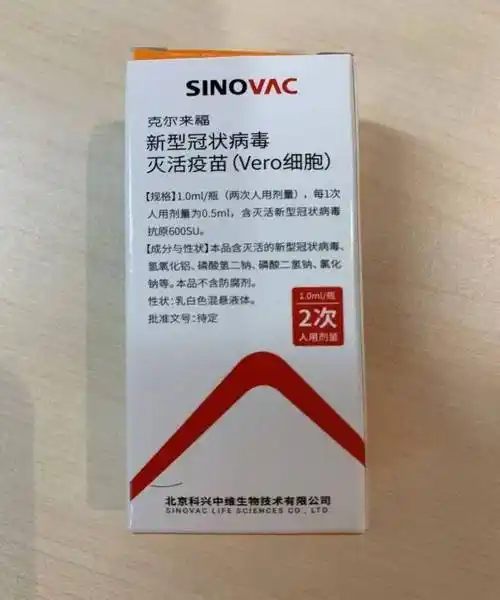 SINOVAC
克尔来福
新型冠状病毒
灭活疫苗(Vero细胞)
【规格】1.0ml/瓶（两次人用剂量），每1次
人用剂量为0.5ml，含灭活新型冠状病毒
抗原600SU。
【成分与性状】本品含灭活的新型冠状病毒、
氢氧化铝、磷酸氢二钠、磷酸二氢钠、氯化
钠等。本品不含防腐剂。
性状：乳白色混悬液体。
批准文号：待定
1.0ml/瓶
2次
人用剂量
北京科兴中维生物技术有限公司
SINOVAC LIFE SCIENCES CO., LTD.